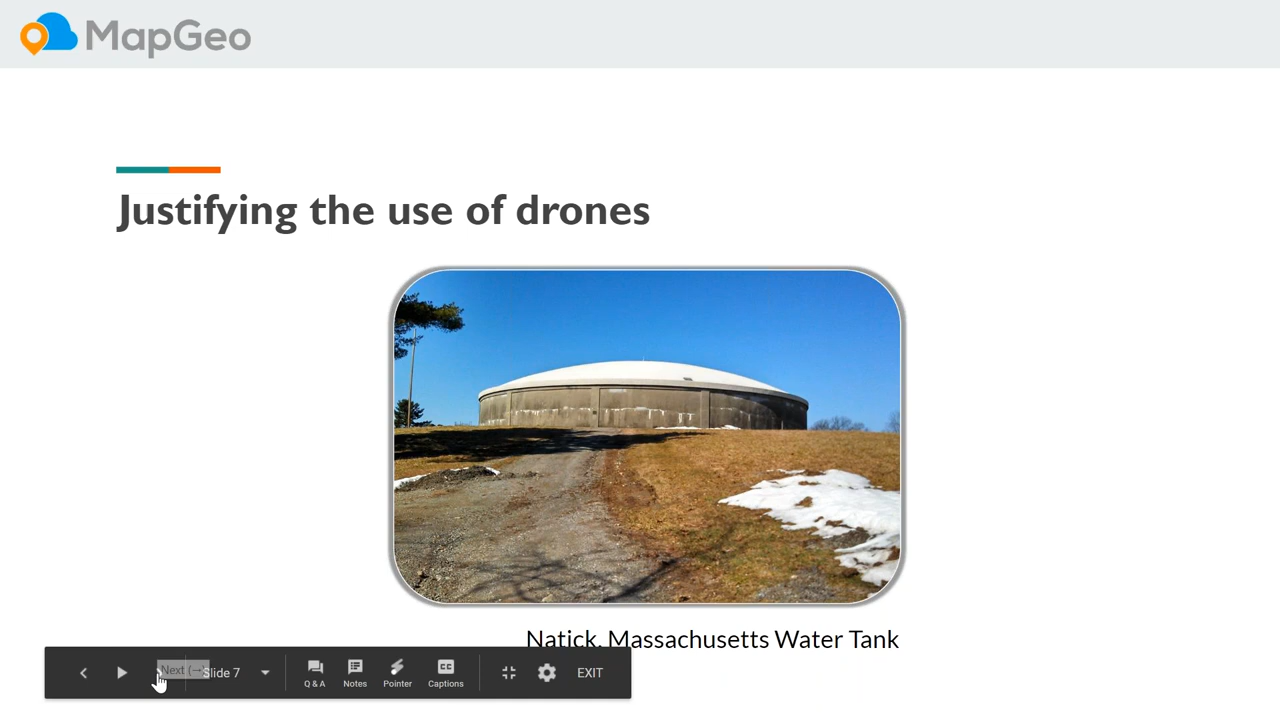 MapGeo
Justifying the use of drones
Natick, Massachusetts Water Tank
Next (→)
Slide 7
Q & A
Notes
Pointer
Captions
EXIT